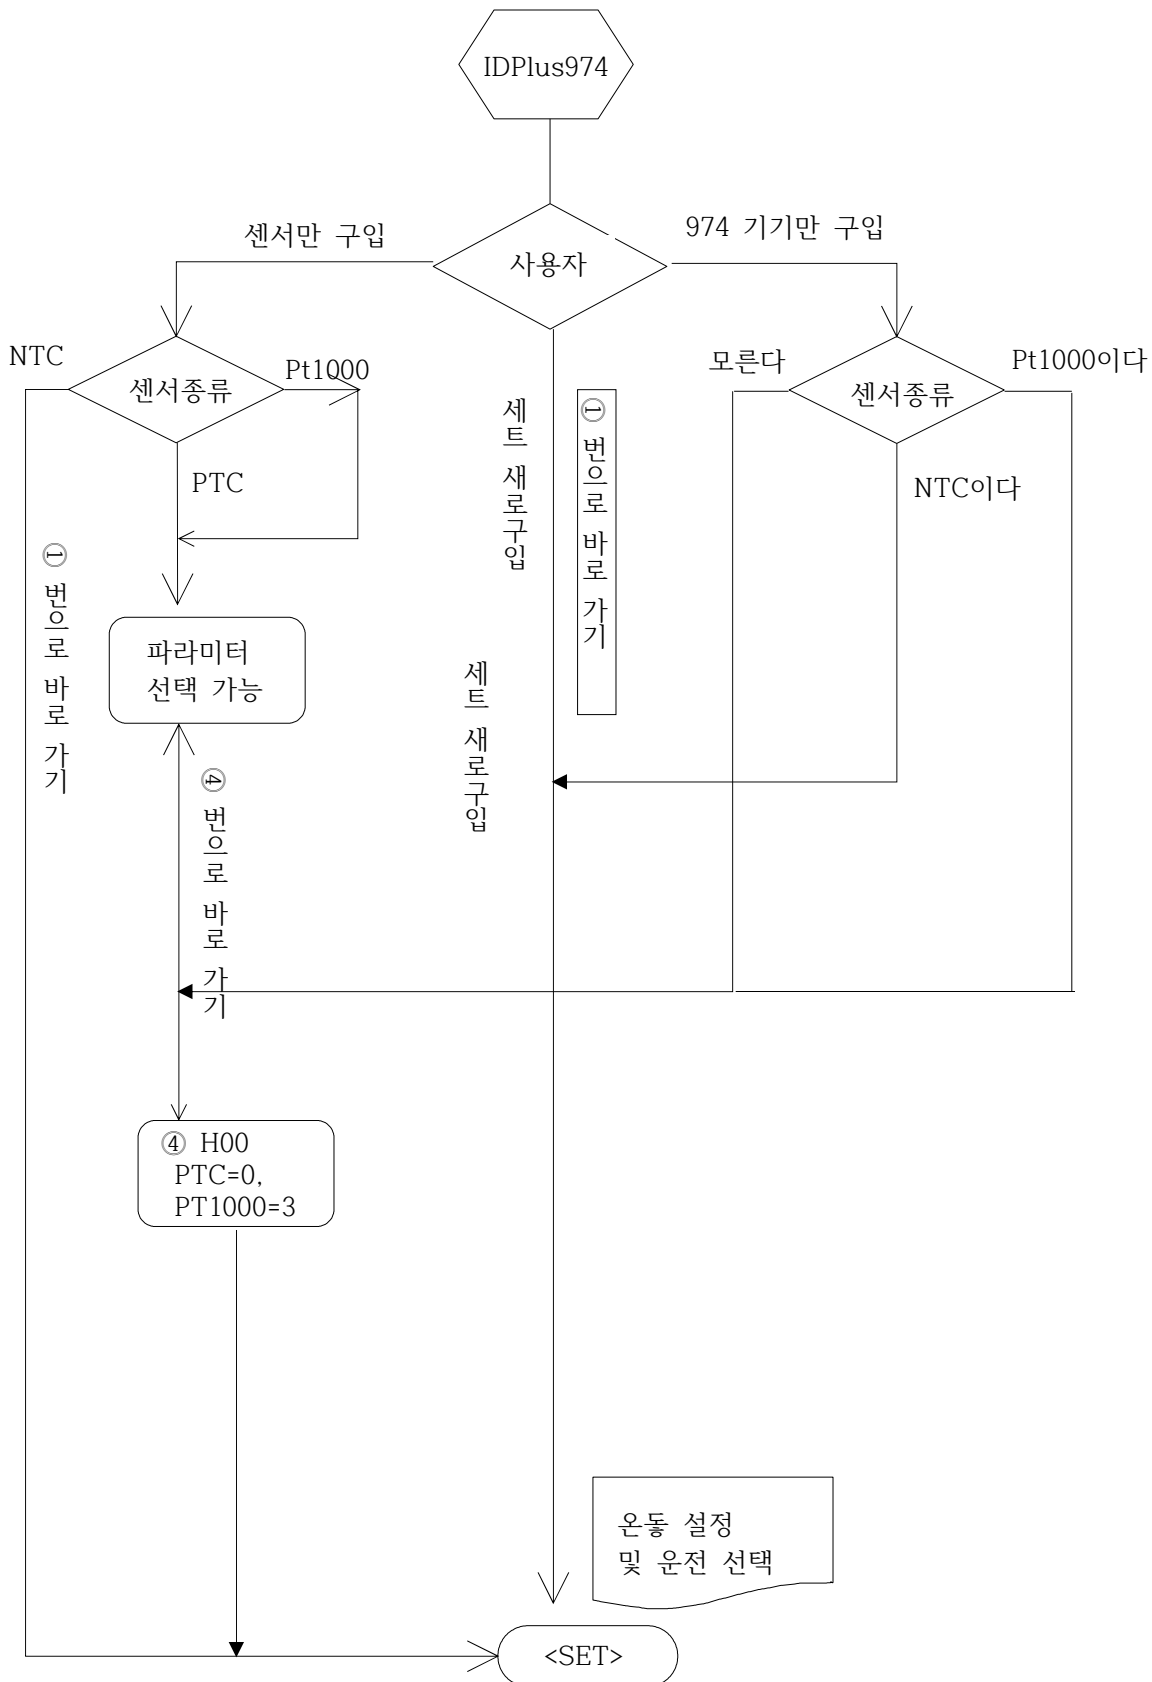 IDPlus974
센서만 구입
974 기기만 구입
사용자
NTC
Pt1000
모른다
Pt1000이다
센서종류
센서종류
PTC
NTC이다
세트 새로구입
① 번으로 바로 가기
① 번으로 바로 가기
파라미터
선택 가능
세트 새로구입
④ 번으로 바로 가기
④ H00
PTC=0,
PT1000=3
온돟 설정
및 운전 선택
<SET>